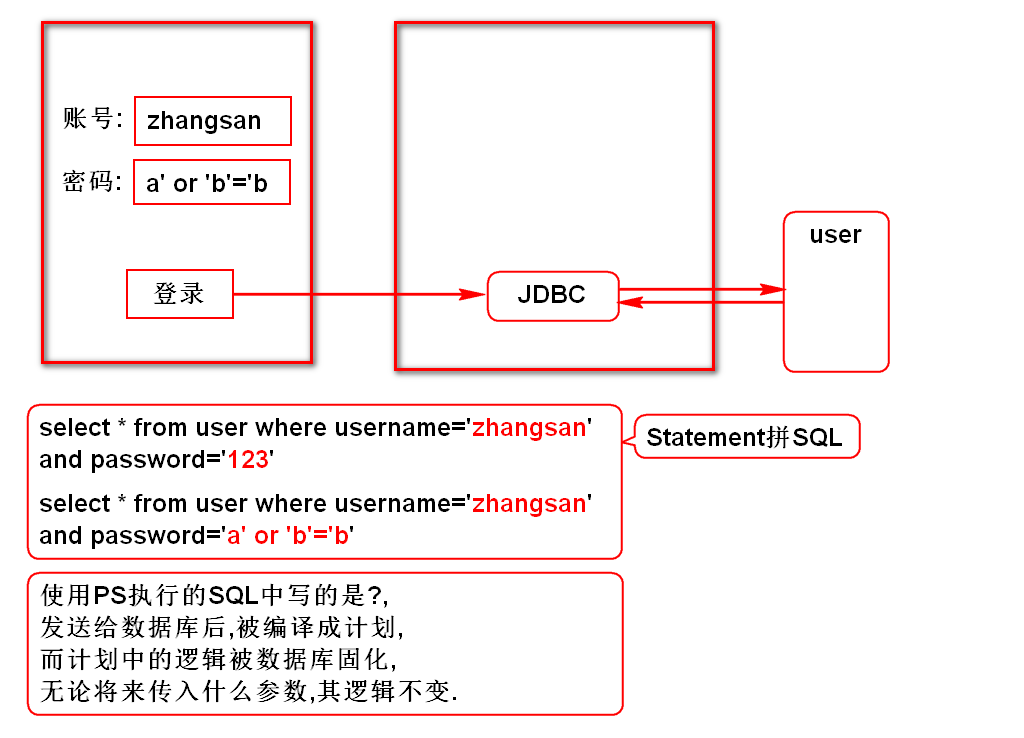 账号: zhangsan
密码: a' or 'b'='b
登录
JDBC
user
select * from user where username='zhangsan'
and password='123'
select * from user where username='zhangsan'
and password='a' or 'b'='b'
Statement拼SQL
使用PS执行的SQL中写的是?,
发送给数据库后,被编译成计划,
而计划中的逻辑被数据库固化,
无论将来传入什么参数,其逻辑不变.